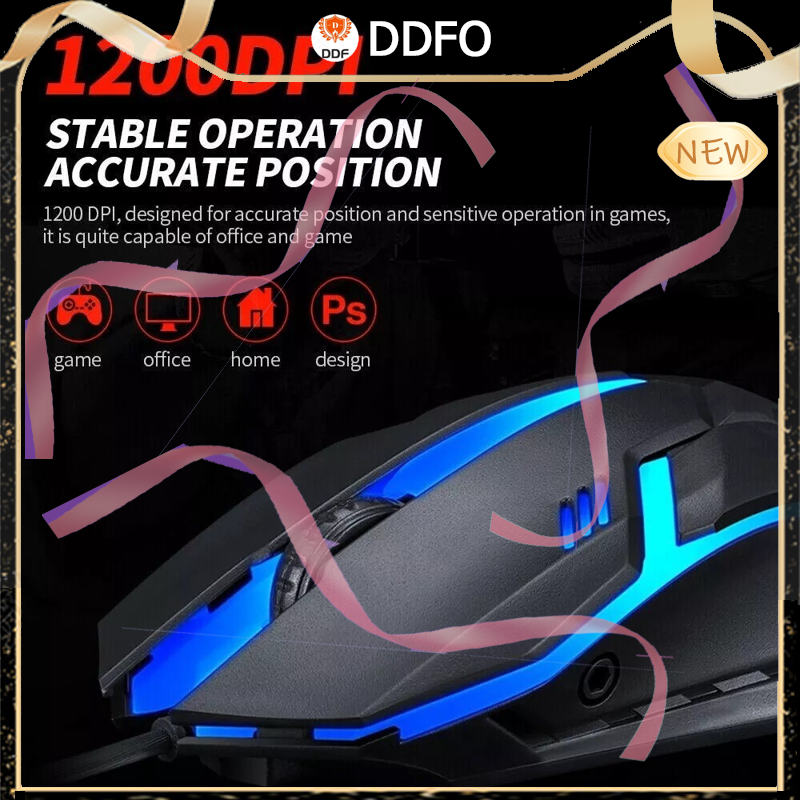 DDF
DDFO
1200DPI
STABLE OPERATION
ACCURATE POSITION
NEW
1200 DPI, designed for accurate position and sensitive operation in games,
it is quite capable of office and game
Ps
game office home design